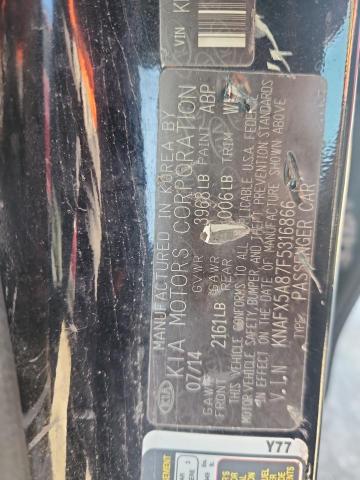 VIN
MANUFACTURED IN KOREA BY
KIA MOTORS CORPORATION
07/14 GVWR 3968LB PAINT ABP
GAWR FRONT 2161LB GAWR REAR TRIM
THIS VEHICLE CONFORMS TO ALL APPLICABLE U.S.A. FEDERAL
MOTOR VEHICLE SAFETY, BUMPER, AND THEFT PREVENTION STANDARDS
IN EFFECT ON THE DATE OF MANUFACTURE SHOWN ABOVE
V.I.N KNAFX5A87F5316866
TYPE: PASSENGER CAR
KIA
Y77